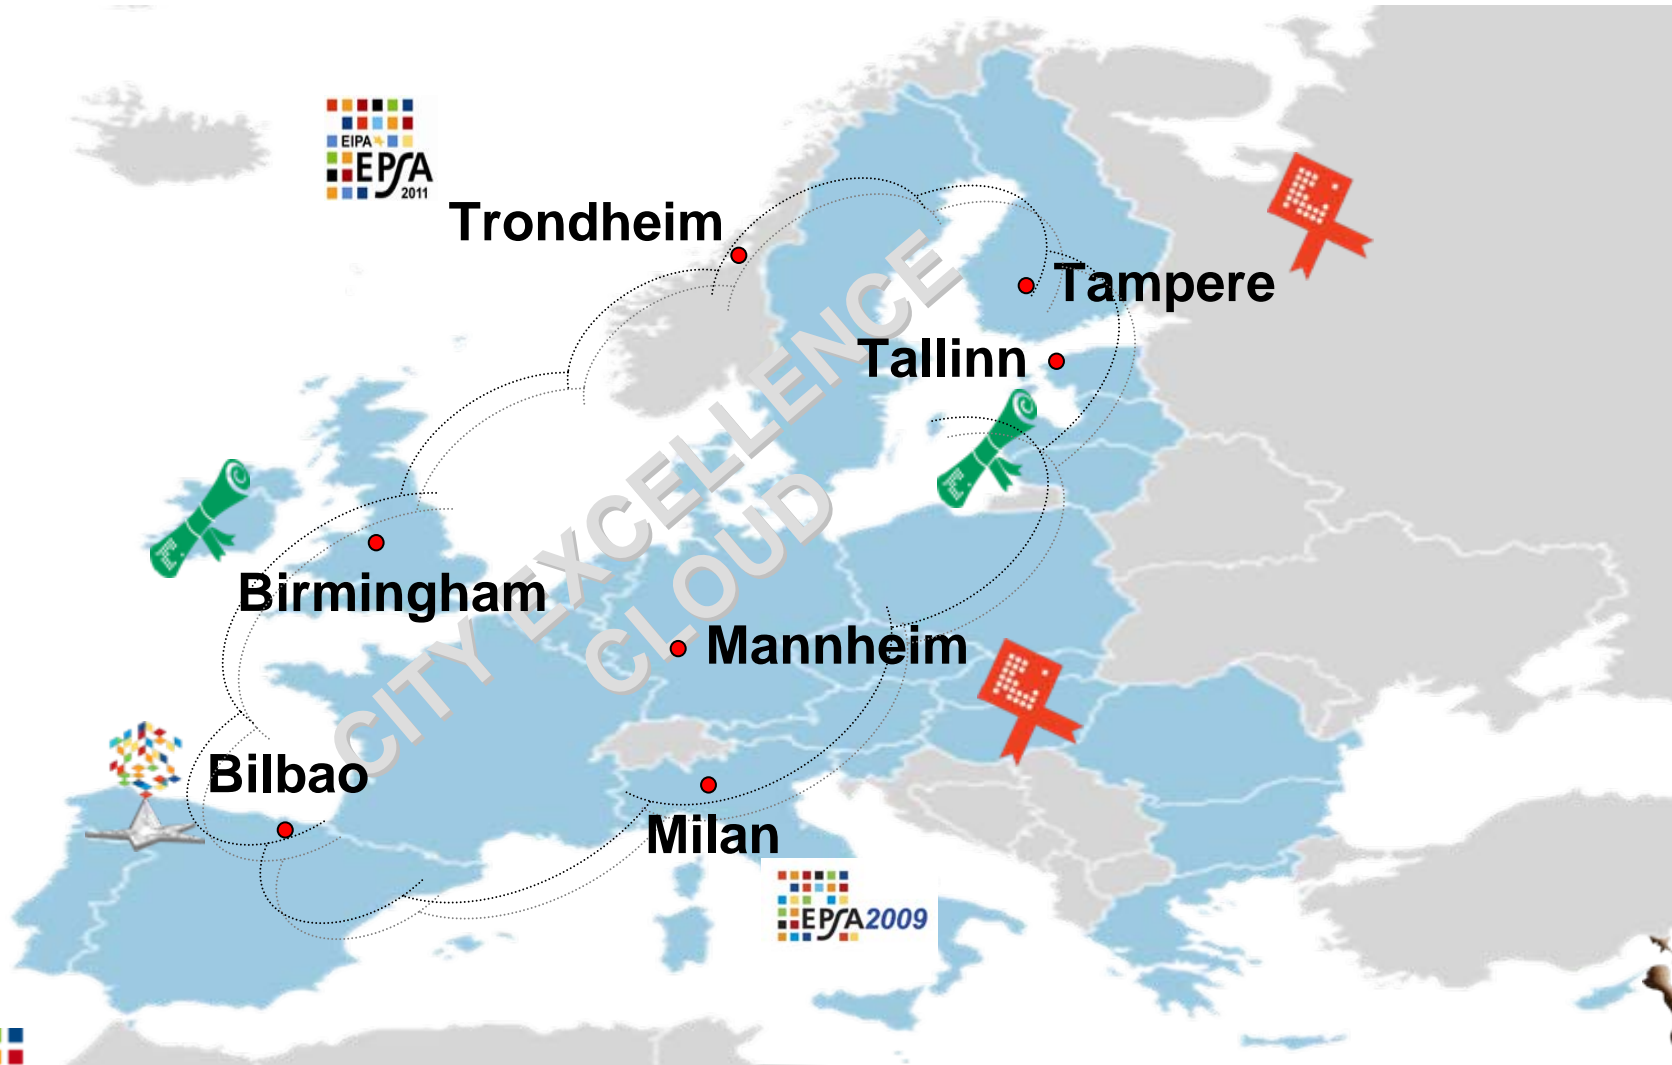 EIPA
EPSA
2011
Trondheim
Tampere
Tallinn
CITY EXCELLENCE
CLOUD
Birmingham
Mannheim
Bilbao
Milan
EPSA2009